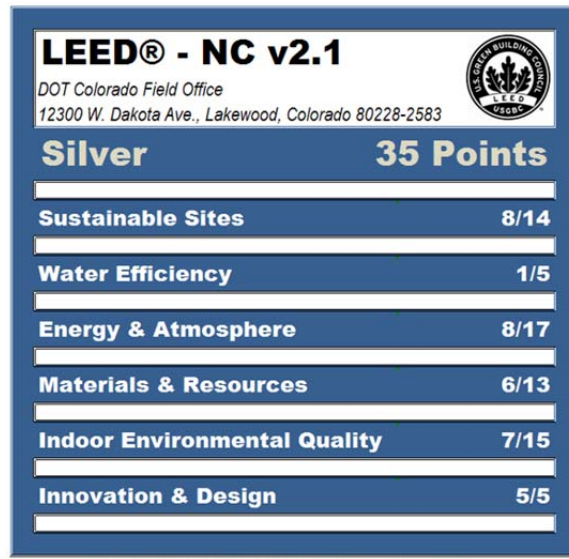 LEED® - NC v2.1
DOT Colorado Field Office
12300 W. Dakota Ave., Lakewood, Colorado 80228-2583
U.S. GREEN BUILDING COUNCIL
LEED
USGBC
Silver 35 Points
Sustainable Sites 8/14
Water Efficiency 1/5
Energy & Atmosphere 8/17
Materials & Resources 6/13
Indoor Environmental Quality 7/15
Innovation & Design 5/5